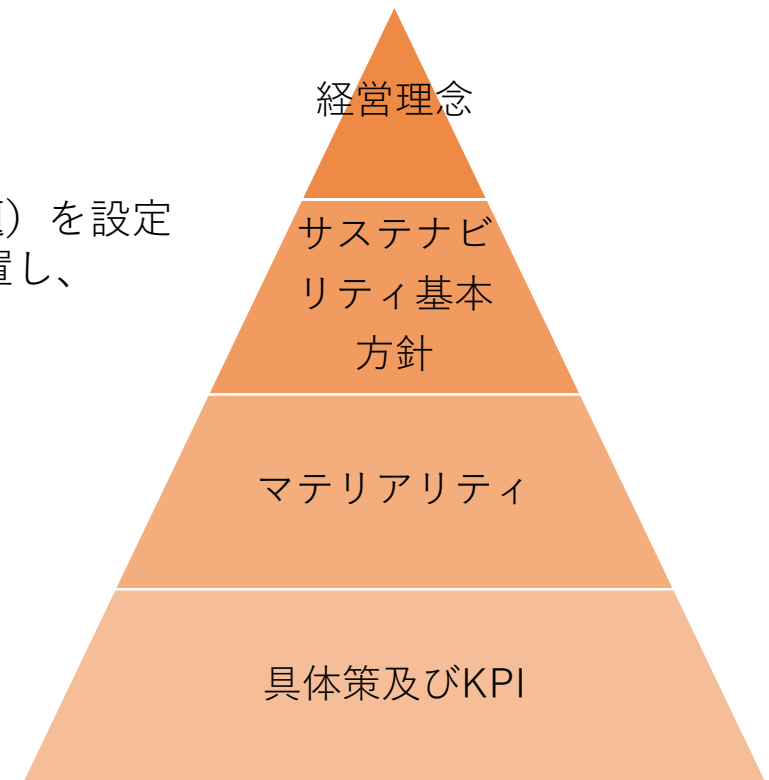 経営理念
）を設定
置し、
サステナビ
リティ基本
方針
マテリアリティ
具体策及びKPI